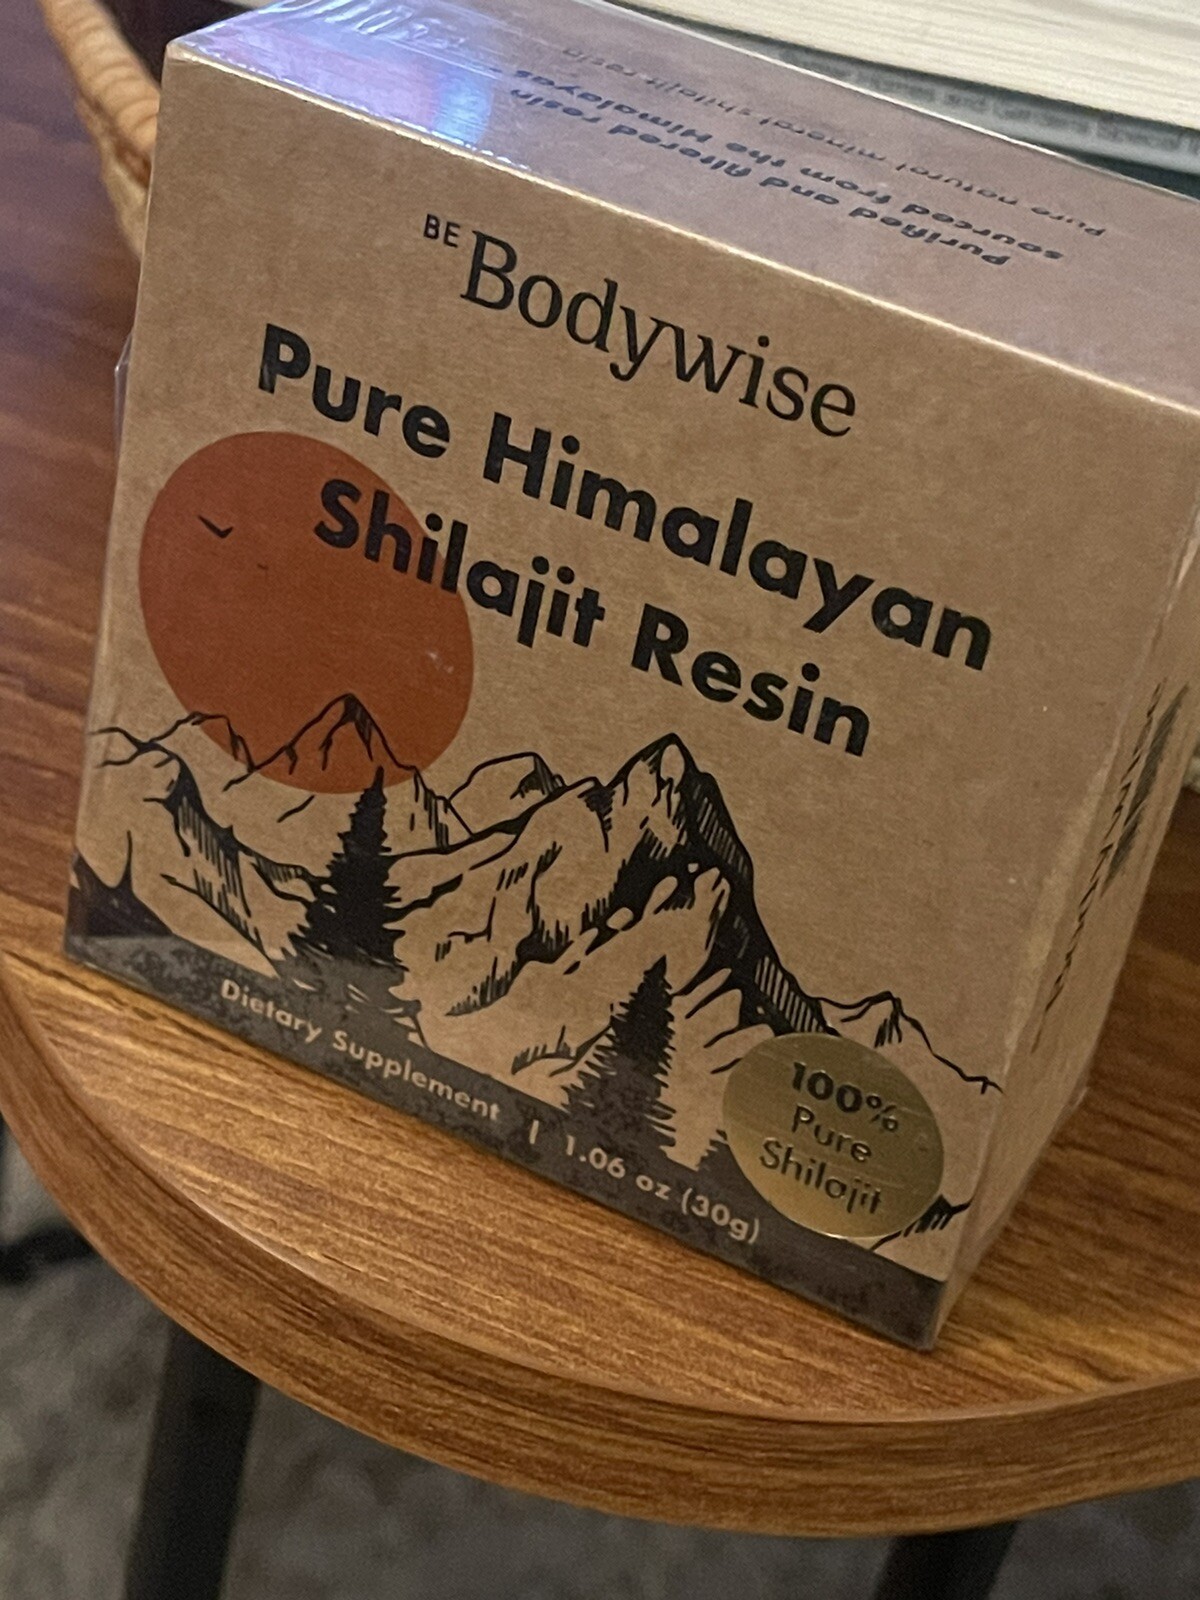 Pure natural mineral shilajit resin
Purified and filtered resin
sourced from the Himalayas
BE Bodywise
Pure Himalayan
Shilajit Resin
100%
Pure
Shilajit
Dietary Supplement | 1.06 oz (30g)